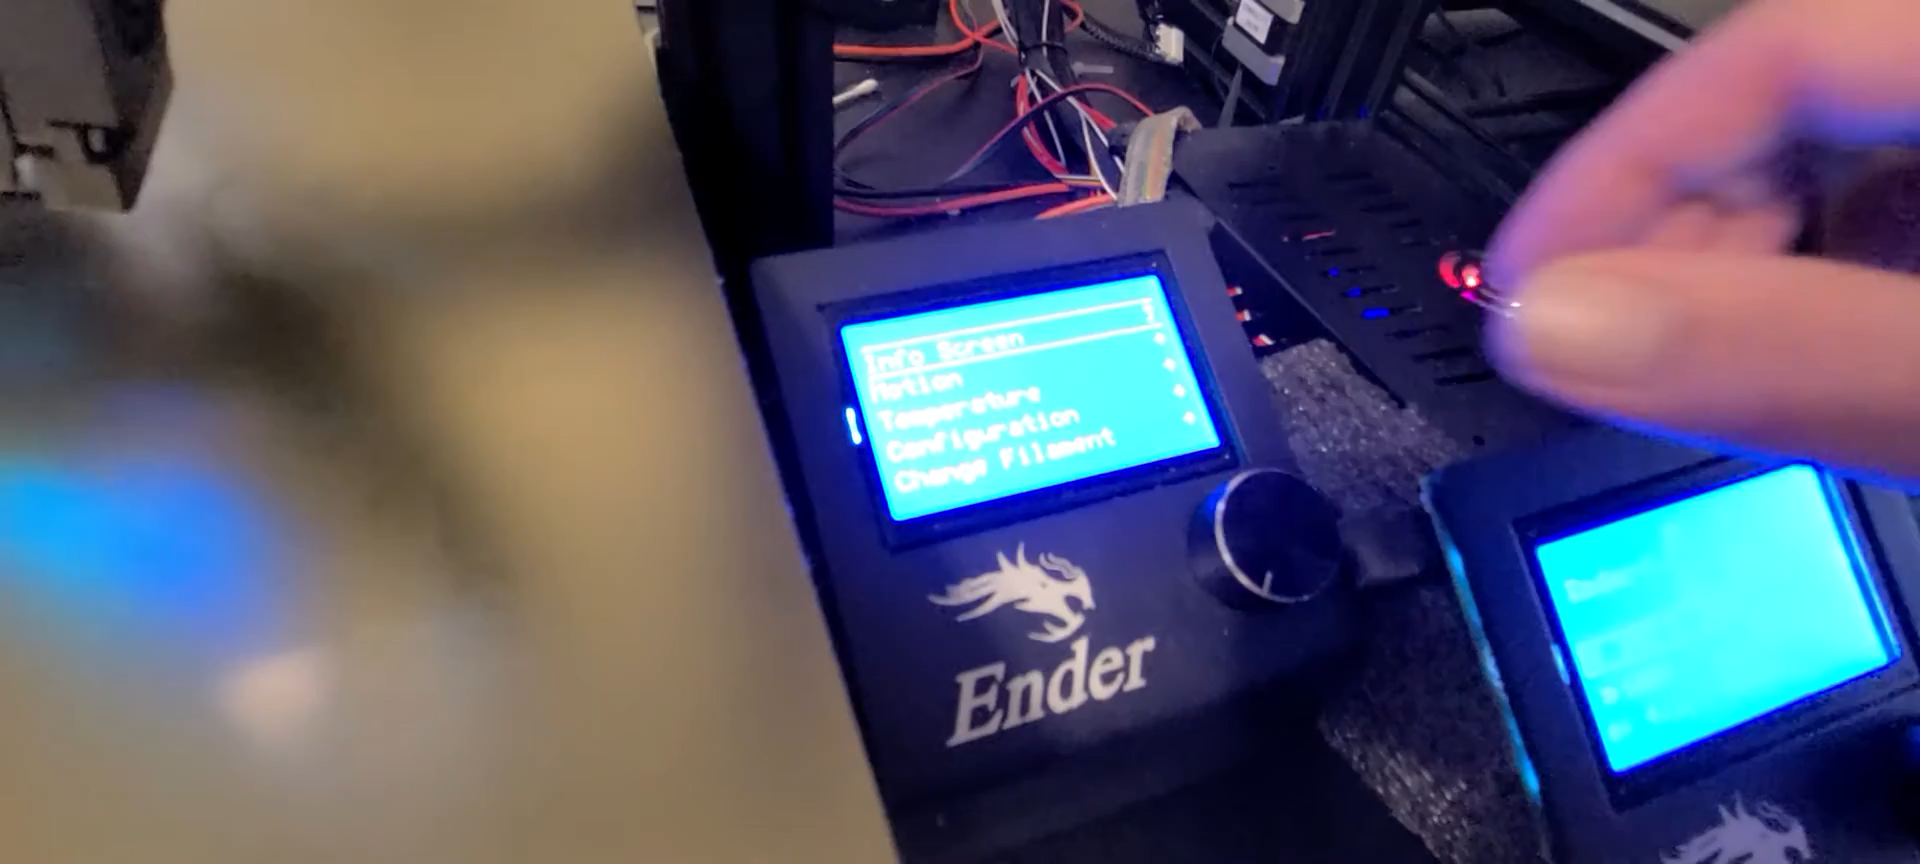 Info Screen
Motion
Temperature
Configuration
Change Filament
Ender